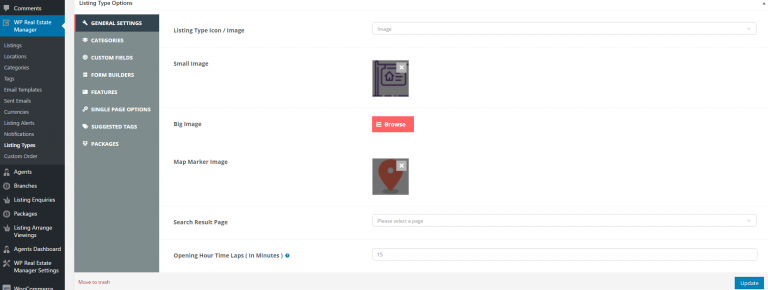 Comments
WP Real Estate
Manager
Listings
Locations
Categories
Tags
Email Templates
Sent Emails
Currencies
Listing Alerts
Notifications
Listing Types
Custom Order
Agents
Branches
Listing Enquiries
Packages
Listing Arrange
Viewings
Agents Dashboard
WP Real Estate
Manager Settings
WooCommerce
Listing Type Options
GENERAL SETTINGS
CATEGORIES
CUSTOM FIELDS
FORM BUILDERS
FEATURES
SINGLE PAGE OPTIONS
SUGGESTED TAGS
PACKAGES
Listing Type Icon / Image
Image
Small Image
Big Image
Browse
Map Marker Image
Search Result Page
Please select a page
Opening Hour Time Laps ( In Minutes )
15
Move to trash
Update